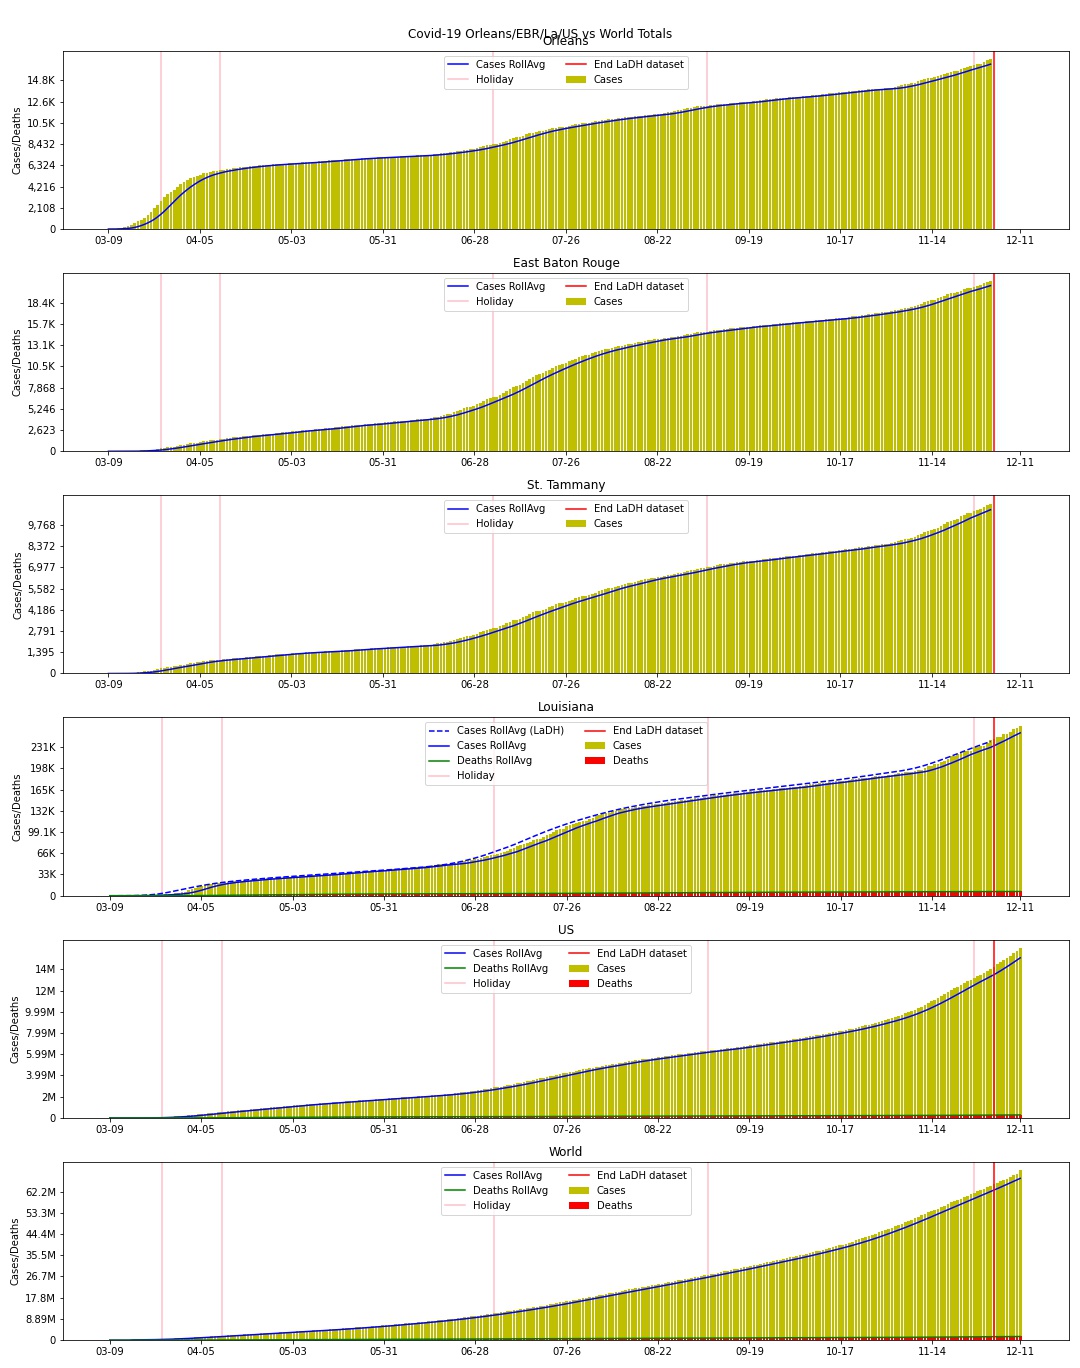 Covid-19 Orleans/EBR/La/US vs World Totals
Orleans
Cases RollAvg
End LaDH dataset
Holiday
Cases
Cases/Deaths
14.8K
12.6K
10.5K
8,432
6,324
4,216
2,108
0
03-09 04-05 05-03 05-31 06-28 07-26 08-22 09-19 10-17 11-14 12-11
East Baton Rouge
Cases RollAvg
End LaDH dataset
Holiday
Cases
Cases/Deaths
18.4K
15.7K
13.1K
10.5K
7,868
5,246
2,623
0
03-09 04-05 05-03 05-31 06-28 07-26 08-22 09-19 10-17 11-14 12-11
St. Tammany
Cases RollAvg
End LaDH dataset
Holiday
Cases
Cases/Deaths
9,768
8,372
6,977
5,582
4,186
2,791
1,395
0
03-09 04-05 05-03 05-31 06-28 07-26 08-22 09-19 10-17 11-14 12-11
Louisiana
Cases RollAvg (LaDH)
End LaDH dataset
Cases RollAvg
Cases
Deaths RollAvg
Deaths
Holiday
Cases/Deaths
231K
198K
165K
132K
99.1K
66K
33K
0
03-09 04-05 05-03 05-31 06-28 07-26 08-22 09-19 10-17 11-14 12-11
US
Cases RollAvg
End LaDH dataset
Deaths RollAvg
Cases
Holiday
Deaths
Cases/Deaths
14M
12M
9.99M
7.99M
5.99M
3.99M
2M
0
03-09 04-05 05-03 05-31 06-28 07-26 08-22 09-19 10-17 11-14 12-11
World
Cases RollAvg
End LaDH dataset
Deaths RollAvg
Cases
Holiday
Deaths
Cases/Deaths
62.2M
53.3M
44.4M
35.5M
26.7M
17.8M
8.89M
0
03-09 04-05 05-03 05-31 06-28 07-26 08-22 09-19 10-17 11-14 12-11